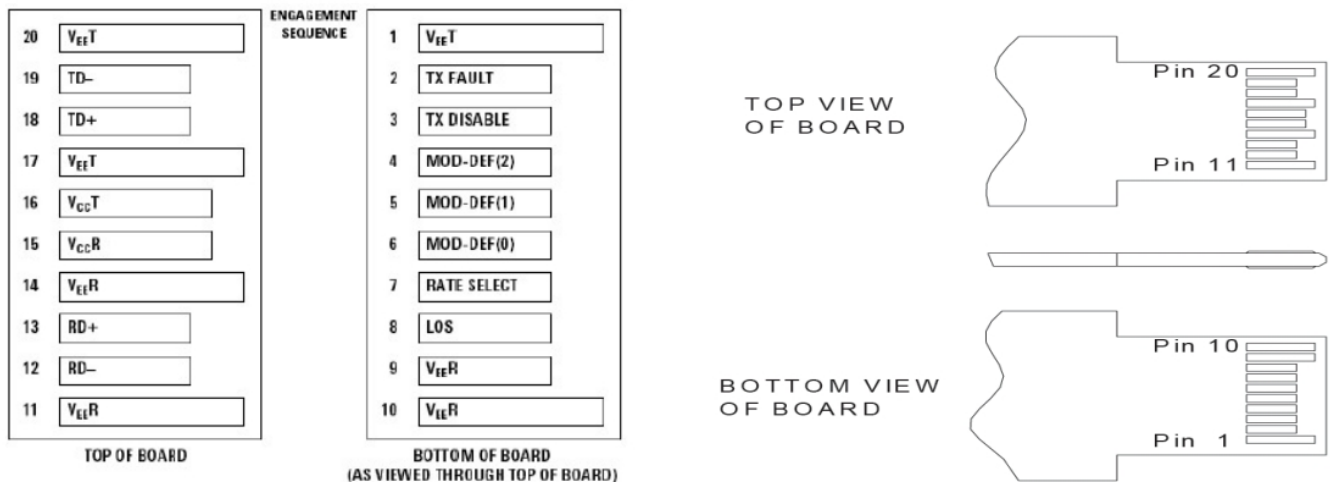 ENGAGEMENT
SEQUENCE
20 VEET
19 TD–
18 TD+
17 VEET
16 VCCT
15 VCCR
14 VEER
13 RD+
12 RD–
11 VEER
TOP OF BOARD
1 VEET
2 TX FAULT
3 TX DISABLE
4 MOD-DEF(2)
5 MOD-DEF(1)
6 MOD-DEF(0)
7 RATE SELECT
8 LOS
9 VEER
10 VEER
BOTTOM OF BOARD
(AS VIEWED THROUGH TOP OF BOARD)
TOP VIEW
OF BOARD
Pin 20
Pin 11
BOTTOM VIEW
OF BOARD
Pin 10
Pin 1